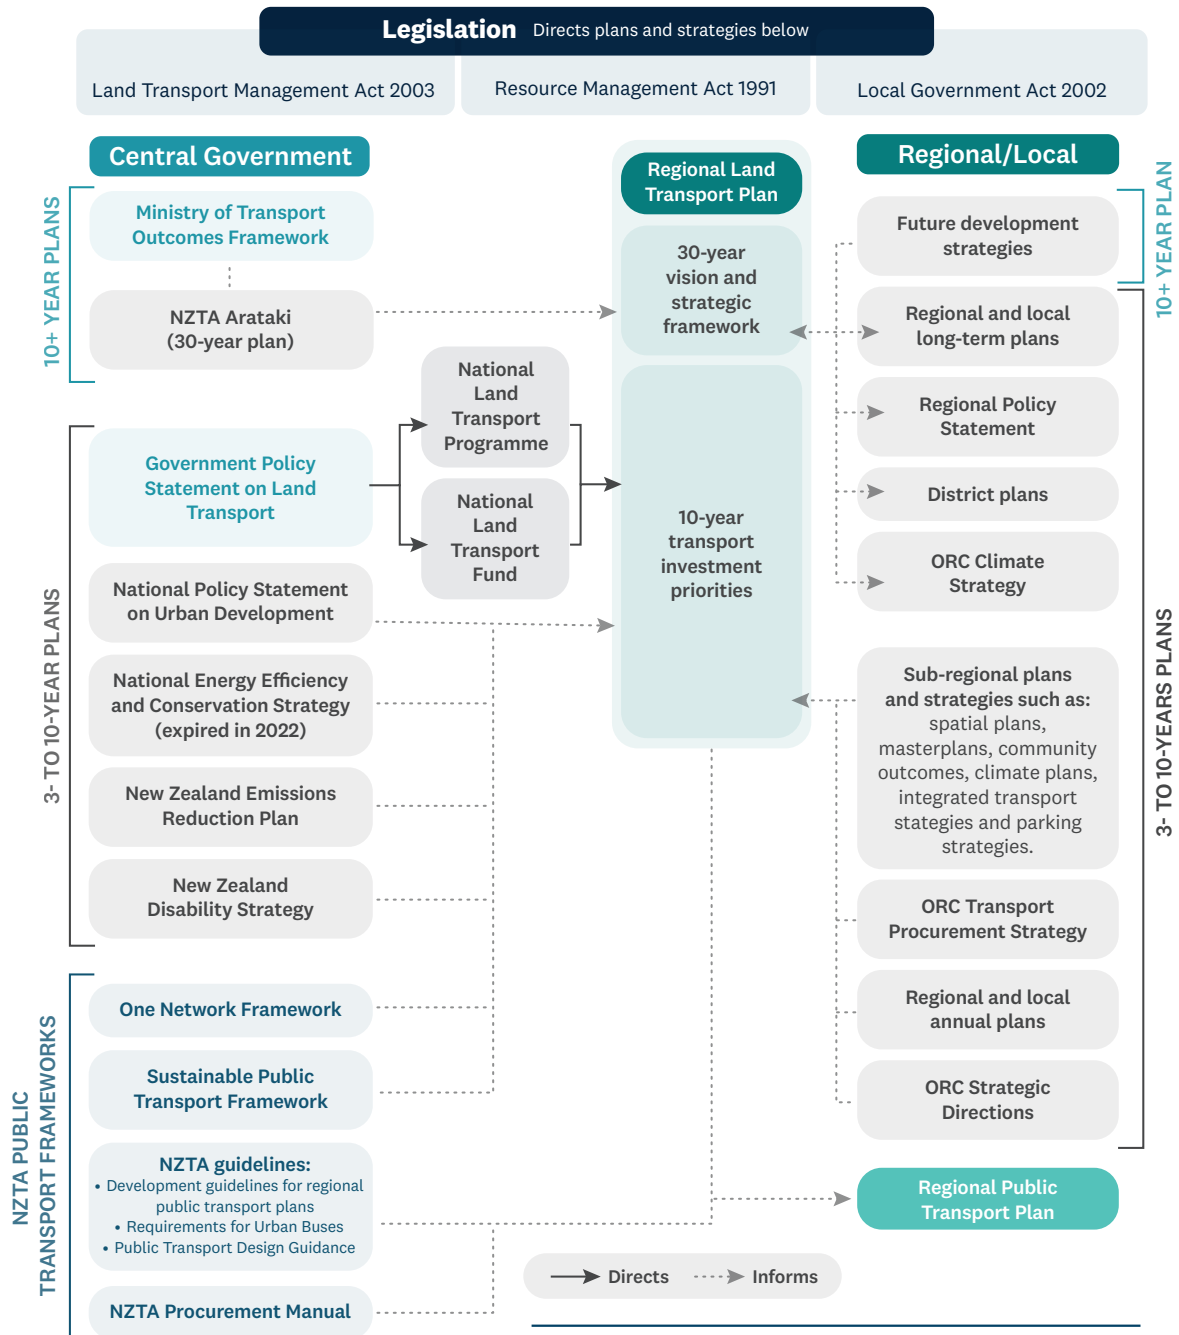 Legislation Directs plans and strategies below
Land Transport Management Act 2003
Resource Management Act 1991
Local Government Act 2002
Central Government
10+ YEAR PLANS
Ministry of Transport
Outcomes Framework
NZTA Arataki
(30-year plan)
3- TO 10-YEAR PLANS
Government Policy
Statement on Land
Transport
National Policy Statement
on Urban Development
National Energy Efficiency
and Conservation Strategy
(expired in 2022)
New Zealand Emissions
Reduction Plan
New Zealand
Disability Strategy
NZTA PUBLIC
TRANSPORT FRAMEWORKS
One Network Framework
Sustainable Public
Transport Framework
NZTA guidelines:
• Development guidelines for regional
public transport plans
• Requirements for Urban Buses
• Public Transport Design Guidance
NZTA Procurement Manual
National
Land
Transport
Programme
National
Land
Transport
Fund
Regional Land
Transport Plan
30-year
vision and
strategic
framework
10-year
transport
investment
priorities
Regional/Local
10+ YEAR PLAN
Future development
strategies
3- TO 10-YEARS PLANS
Regional and local
long-term plans
Regional Policy
Statement
District plans
ORC Climate
Strategy
Sub-regional plans
and strategies such as:
spatial plans,
masterplans, community
outcomes, climate plans,
integrated transport
stategies and parking
strategies.
ORC Transport
Procurement Strategy
Regional and local
annual plans
ORC Strategic
Directions
Regional Public
Transport Plan
Directs
Informs